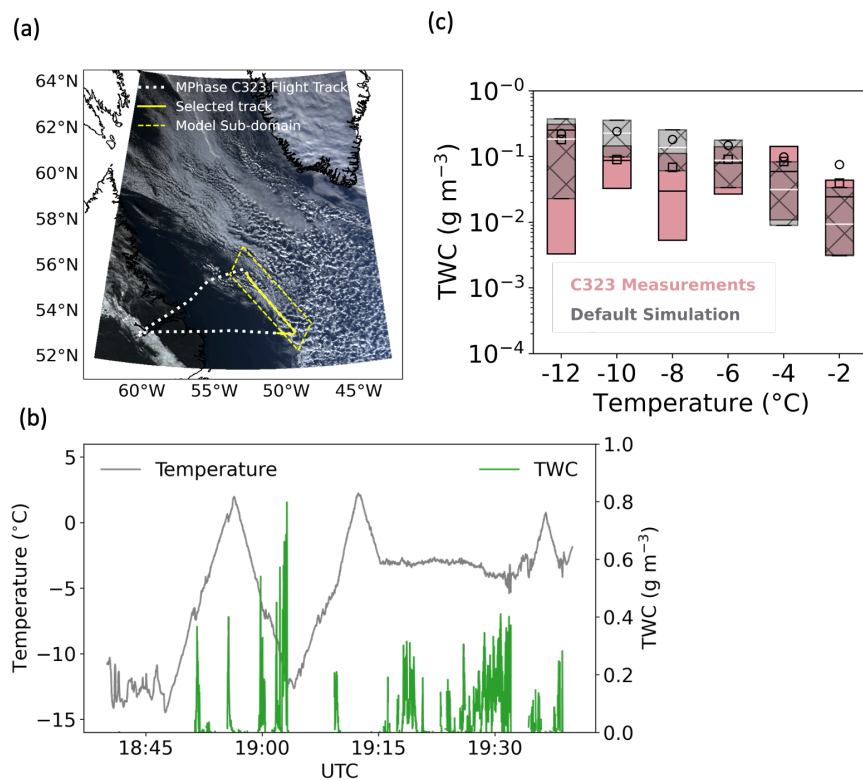 (a)
64°N
62°N
60°N
58°N
56°N
54°N
52°N
60°W 55°W 50°W 45°W
MPhase C323 Flight Track
Selected track
Model Sub-domain
(c)
TWC (g m⁻³)
10⁻⁰
10⁻¹
10⁻²
10⁻³
10⁻⁴
C323 Measurements
Default Simulation
-12 -10 -8 -6 -4 -2
Temperature (°C)
(b)
Temperature (°C)
5
0
−5
−10
−15
Temperature
TWC
1.0
0.8
0.6
0.4
0.2
0.0
TWC (g m⁻³)
18:45 19:00 19:15 19:30
UTC